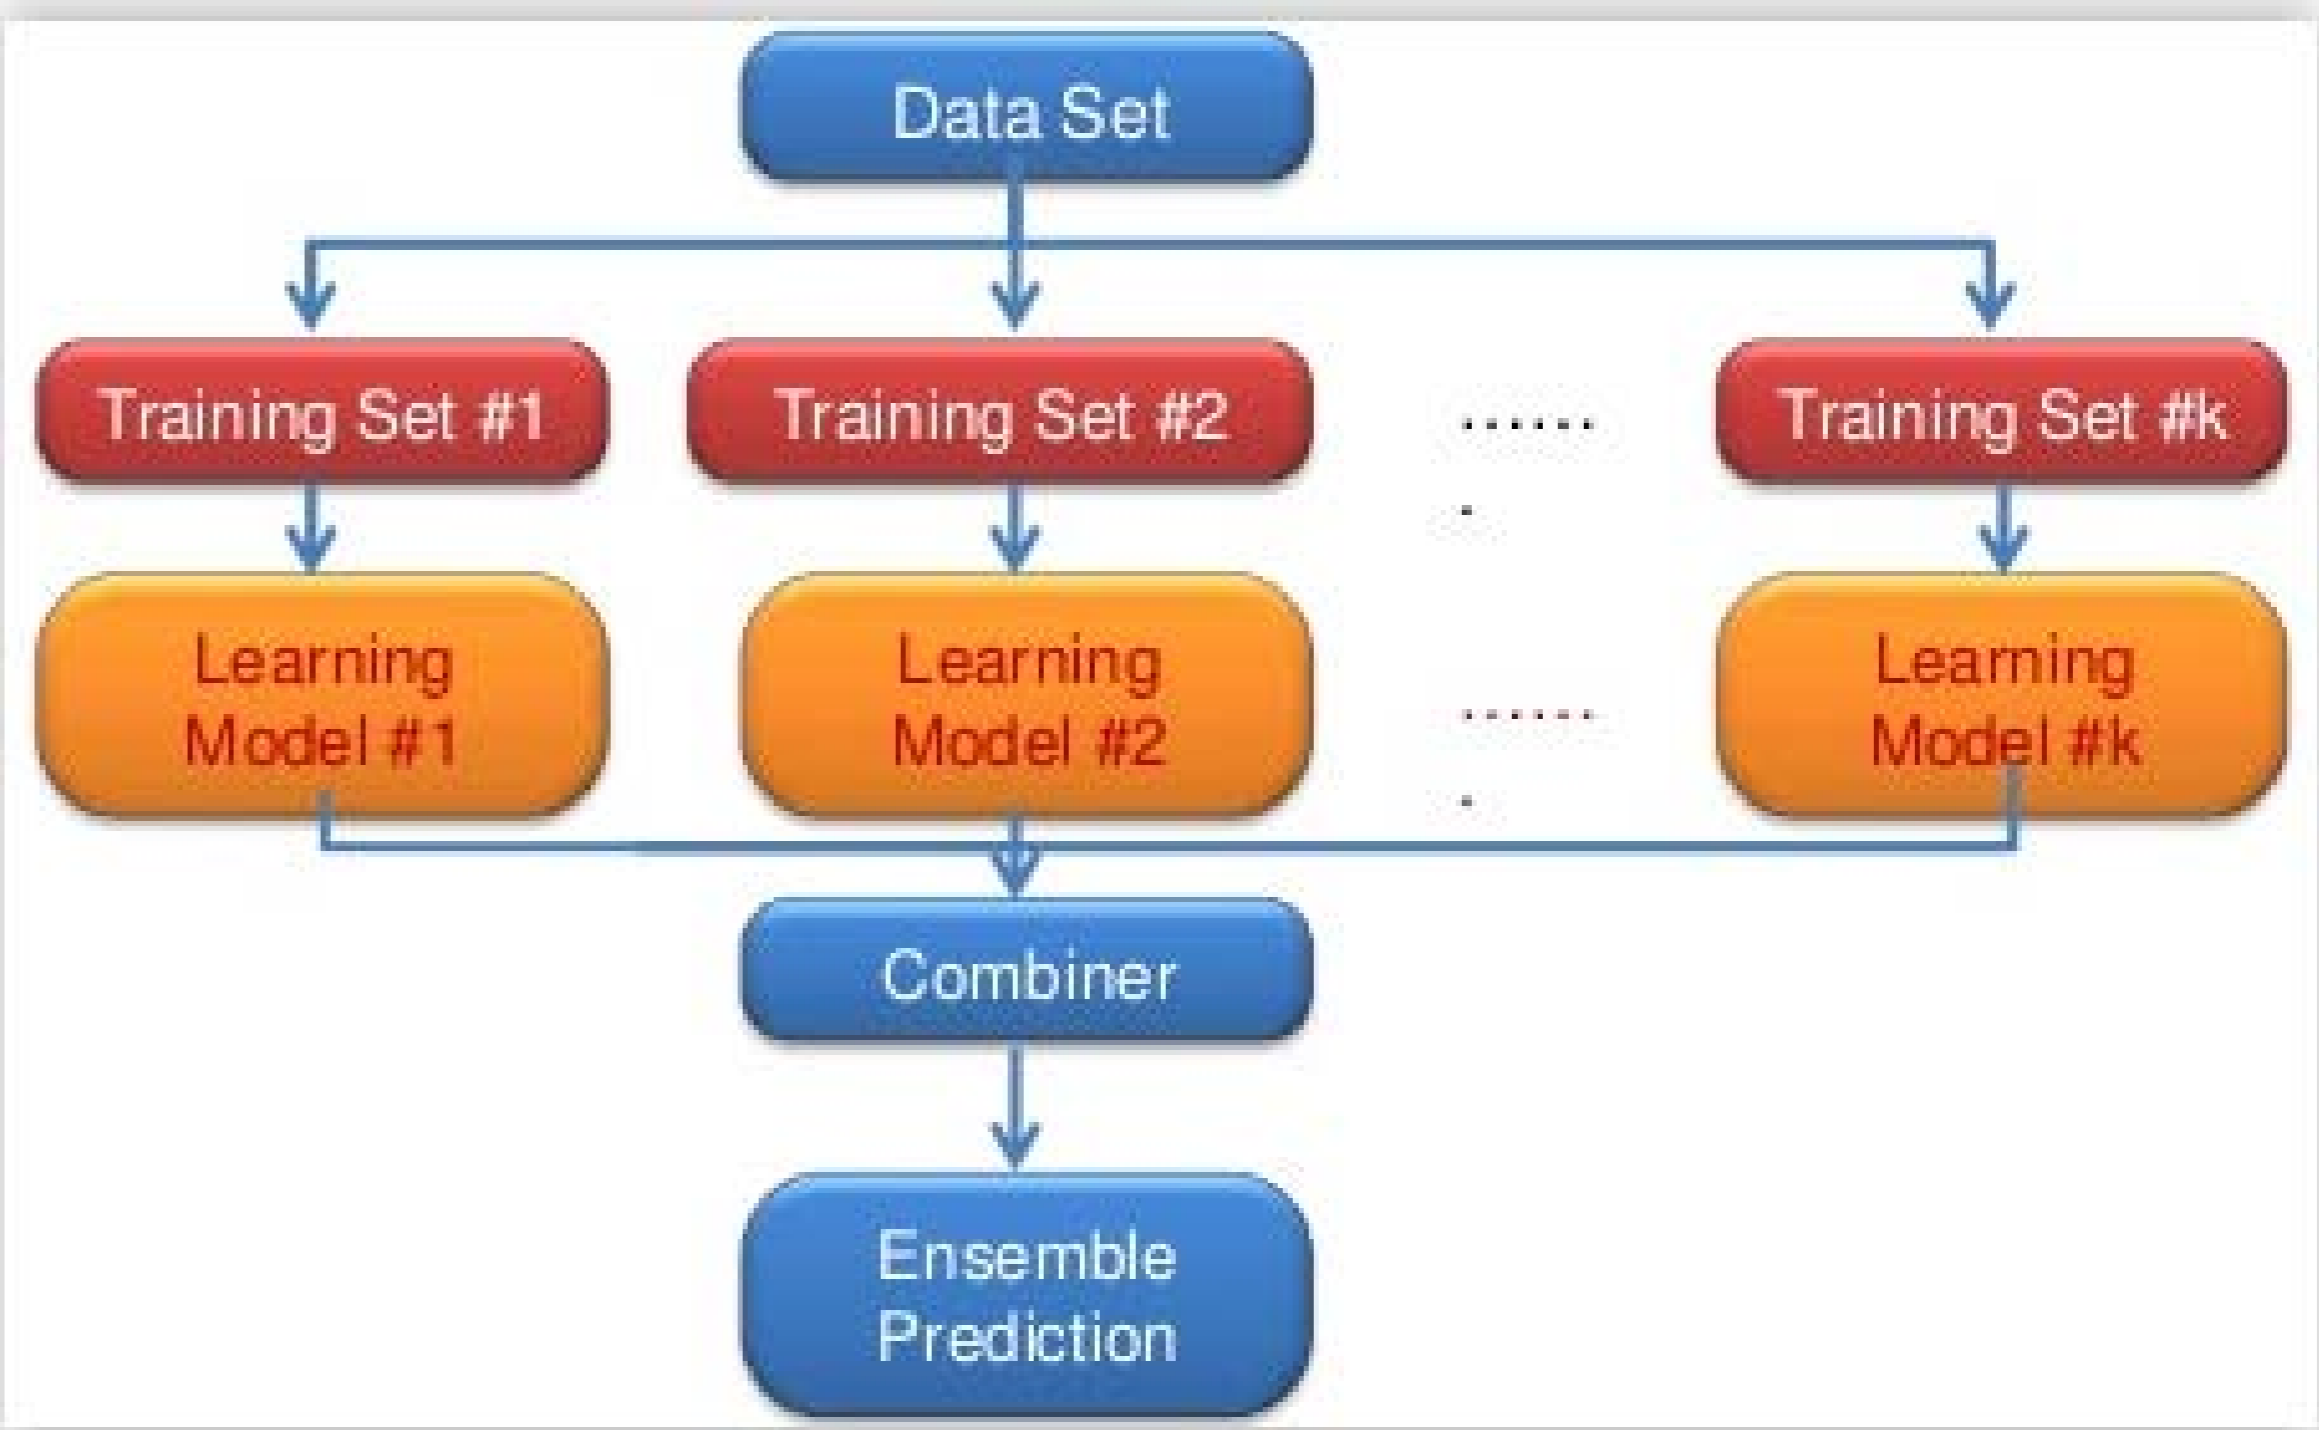 Data Set
Training Set #1
Training Set #2
......
.
Training Set #k
Learning
Model #1
Learning
Model #2
......
.
Learning
Model #k
Combiner
Ensemble
Prediction